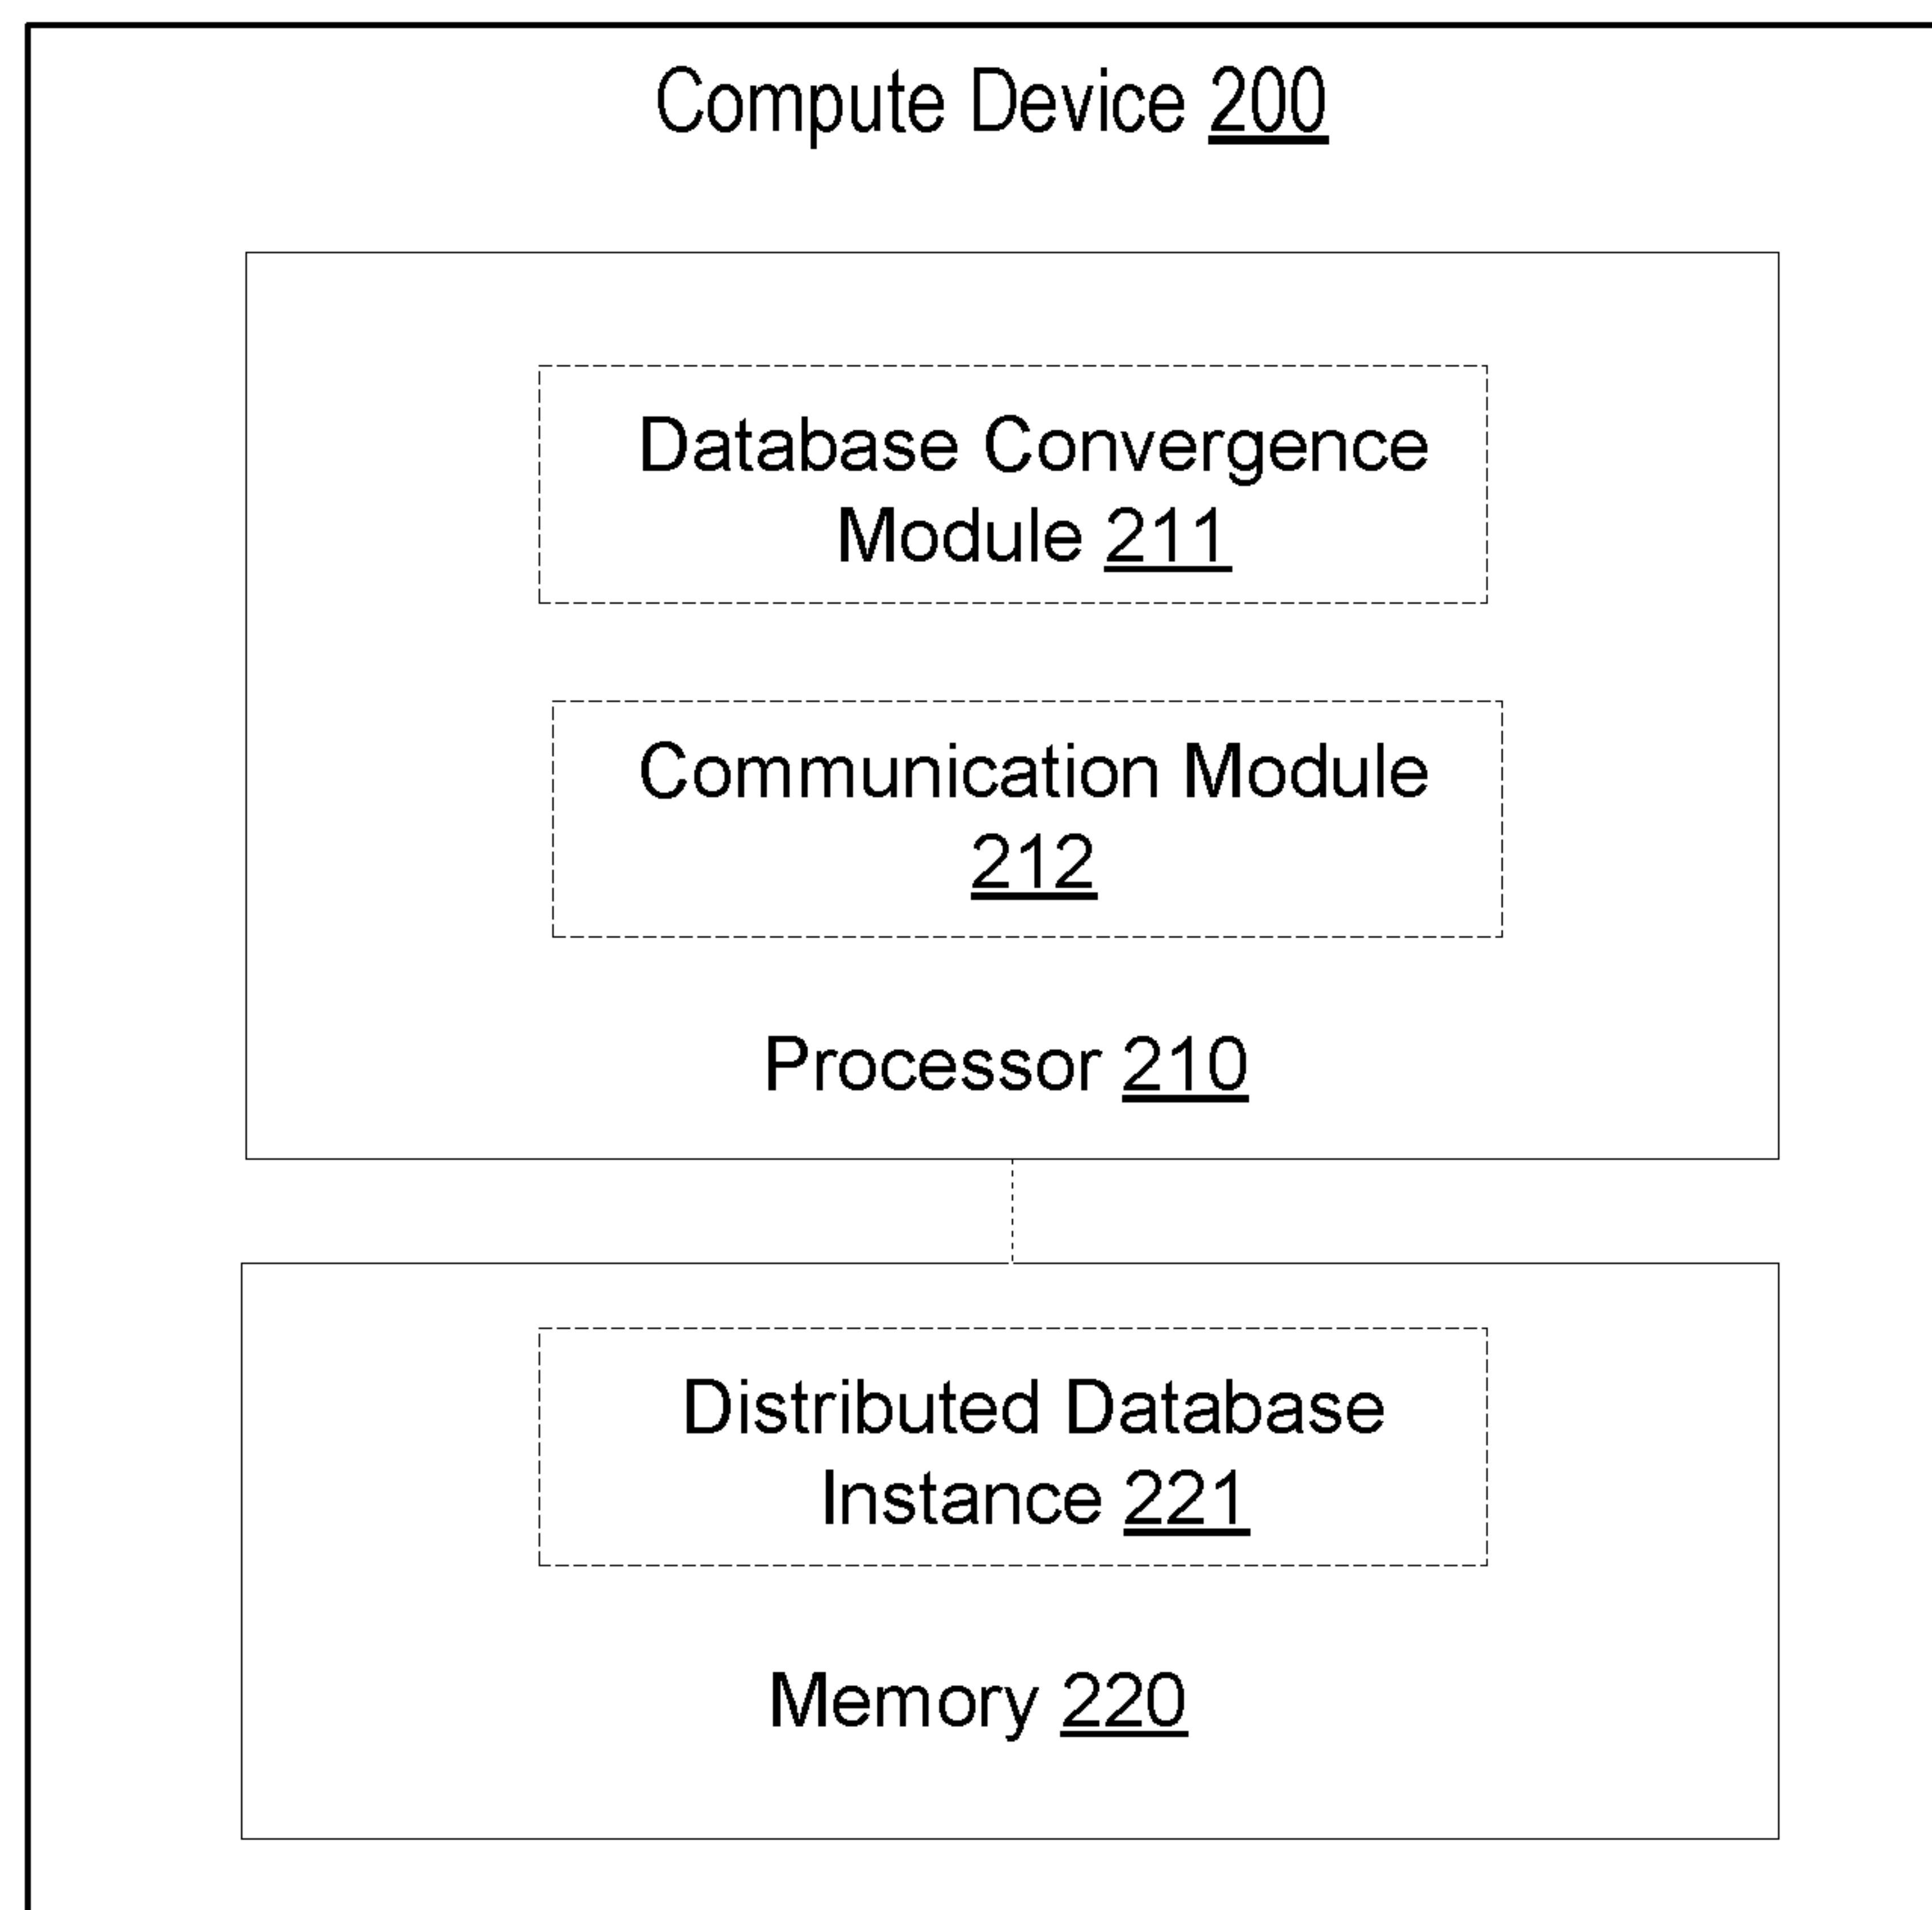 Compute Device 200
Database Convergence
Module 211
Communication Module
212
Processor 210
Distributed Database
Instance 221
Memory 220